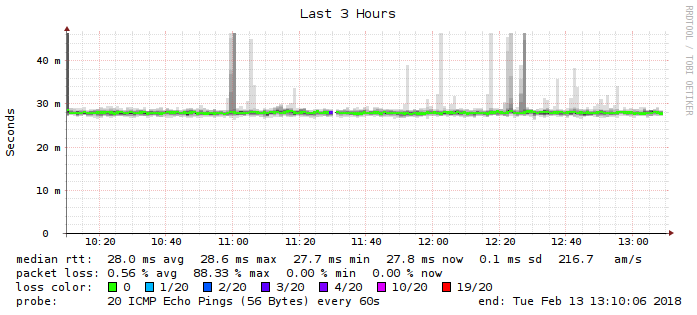 Last 3 Hours
RRDTOOL / TOBI OETIKER
Seconds
40 m
30 m
20 m
10 m
0
10:20 10:40 11:00 11:20 11:40 12:00 12:20 12:40 13:00
median rtt: 28.0 ms avg 28.6 ms max 27.7 ms min 27.8 ms now 0.1 ms sd 216.7 am/s
packet loss: 0.56 % avg 88.33 % max 0.00 % min 0.00 % now
loss color: 0 1/20 2/20 3/20 4/20 10/20 19/20
probe: 20 ICMP Echo Pings (56 Bytes) every 60s end: Tue Feb 13 13:10:06 2018